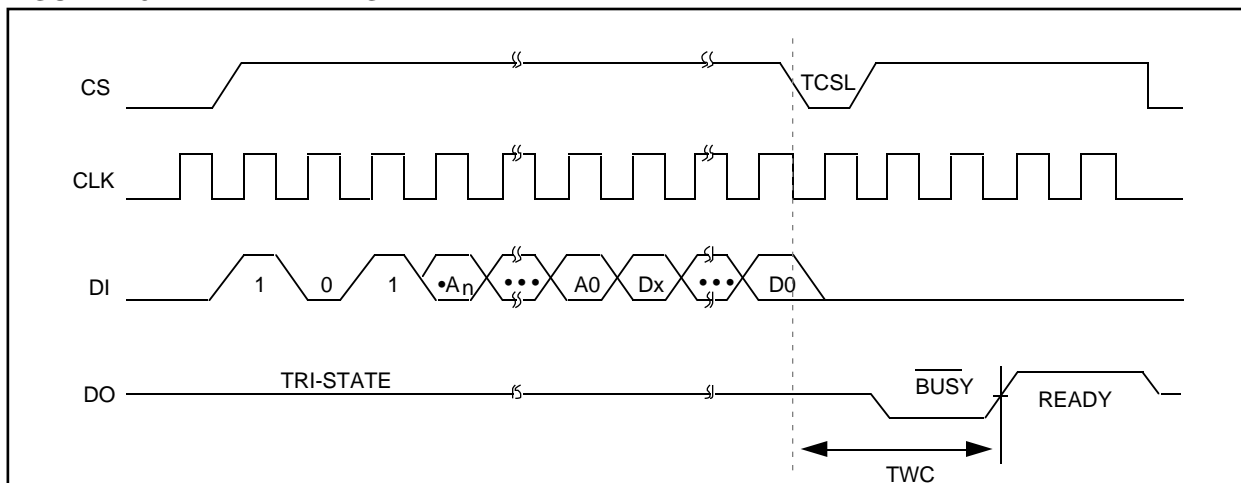 CS
TCSL
CLK
DI
1 0 1 •An ••• A0 Dx ••• D0
TRI-STATE
DO
BUSY
READY
TWC